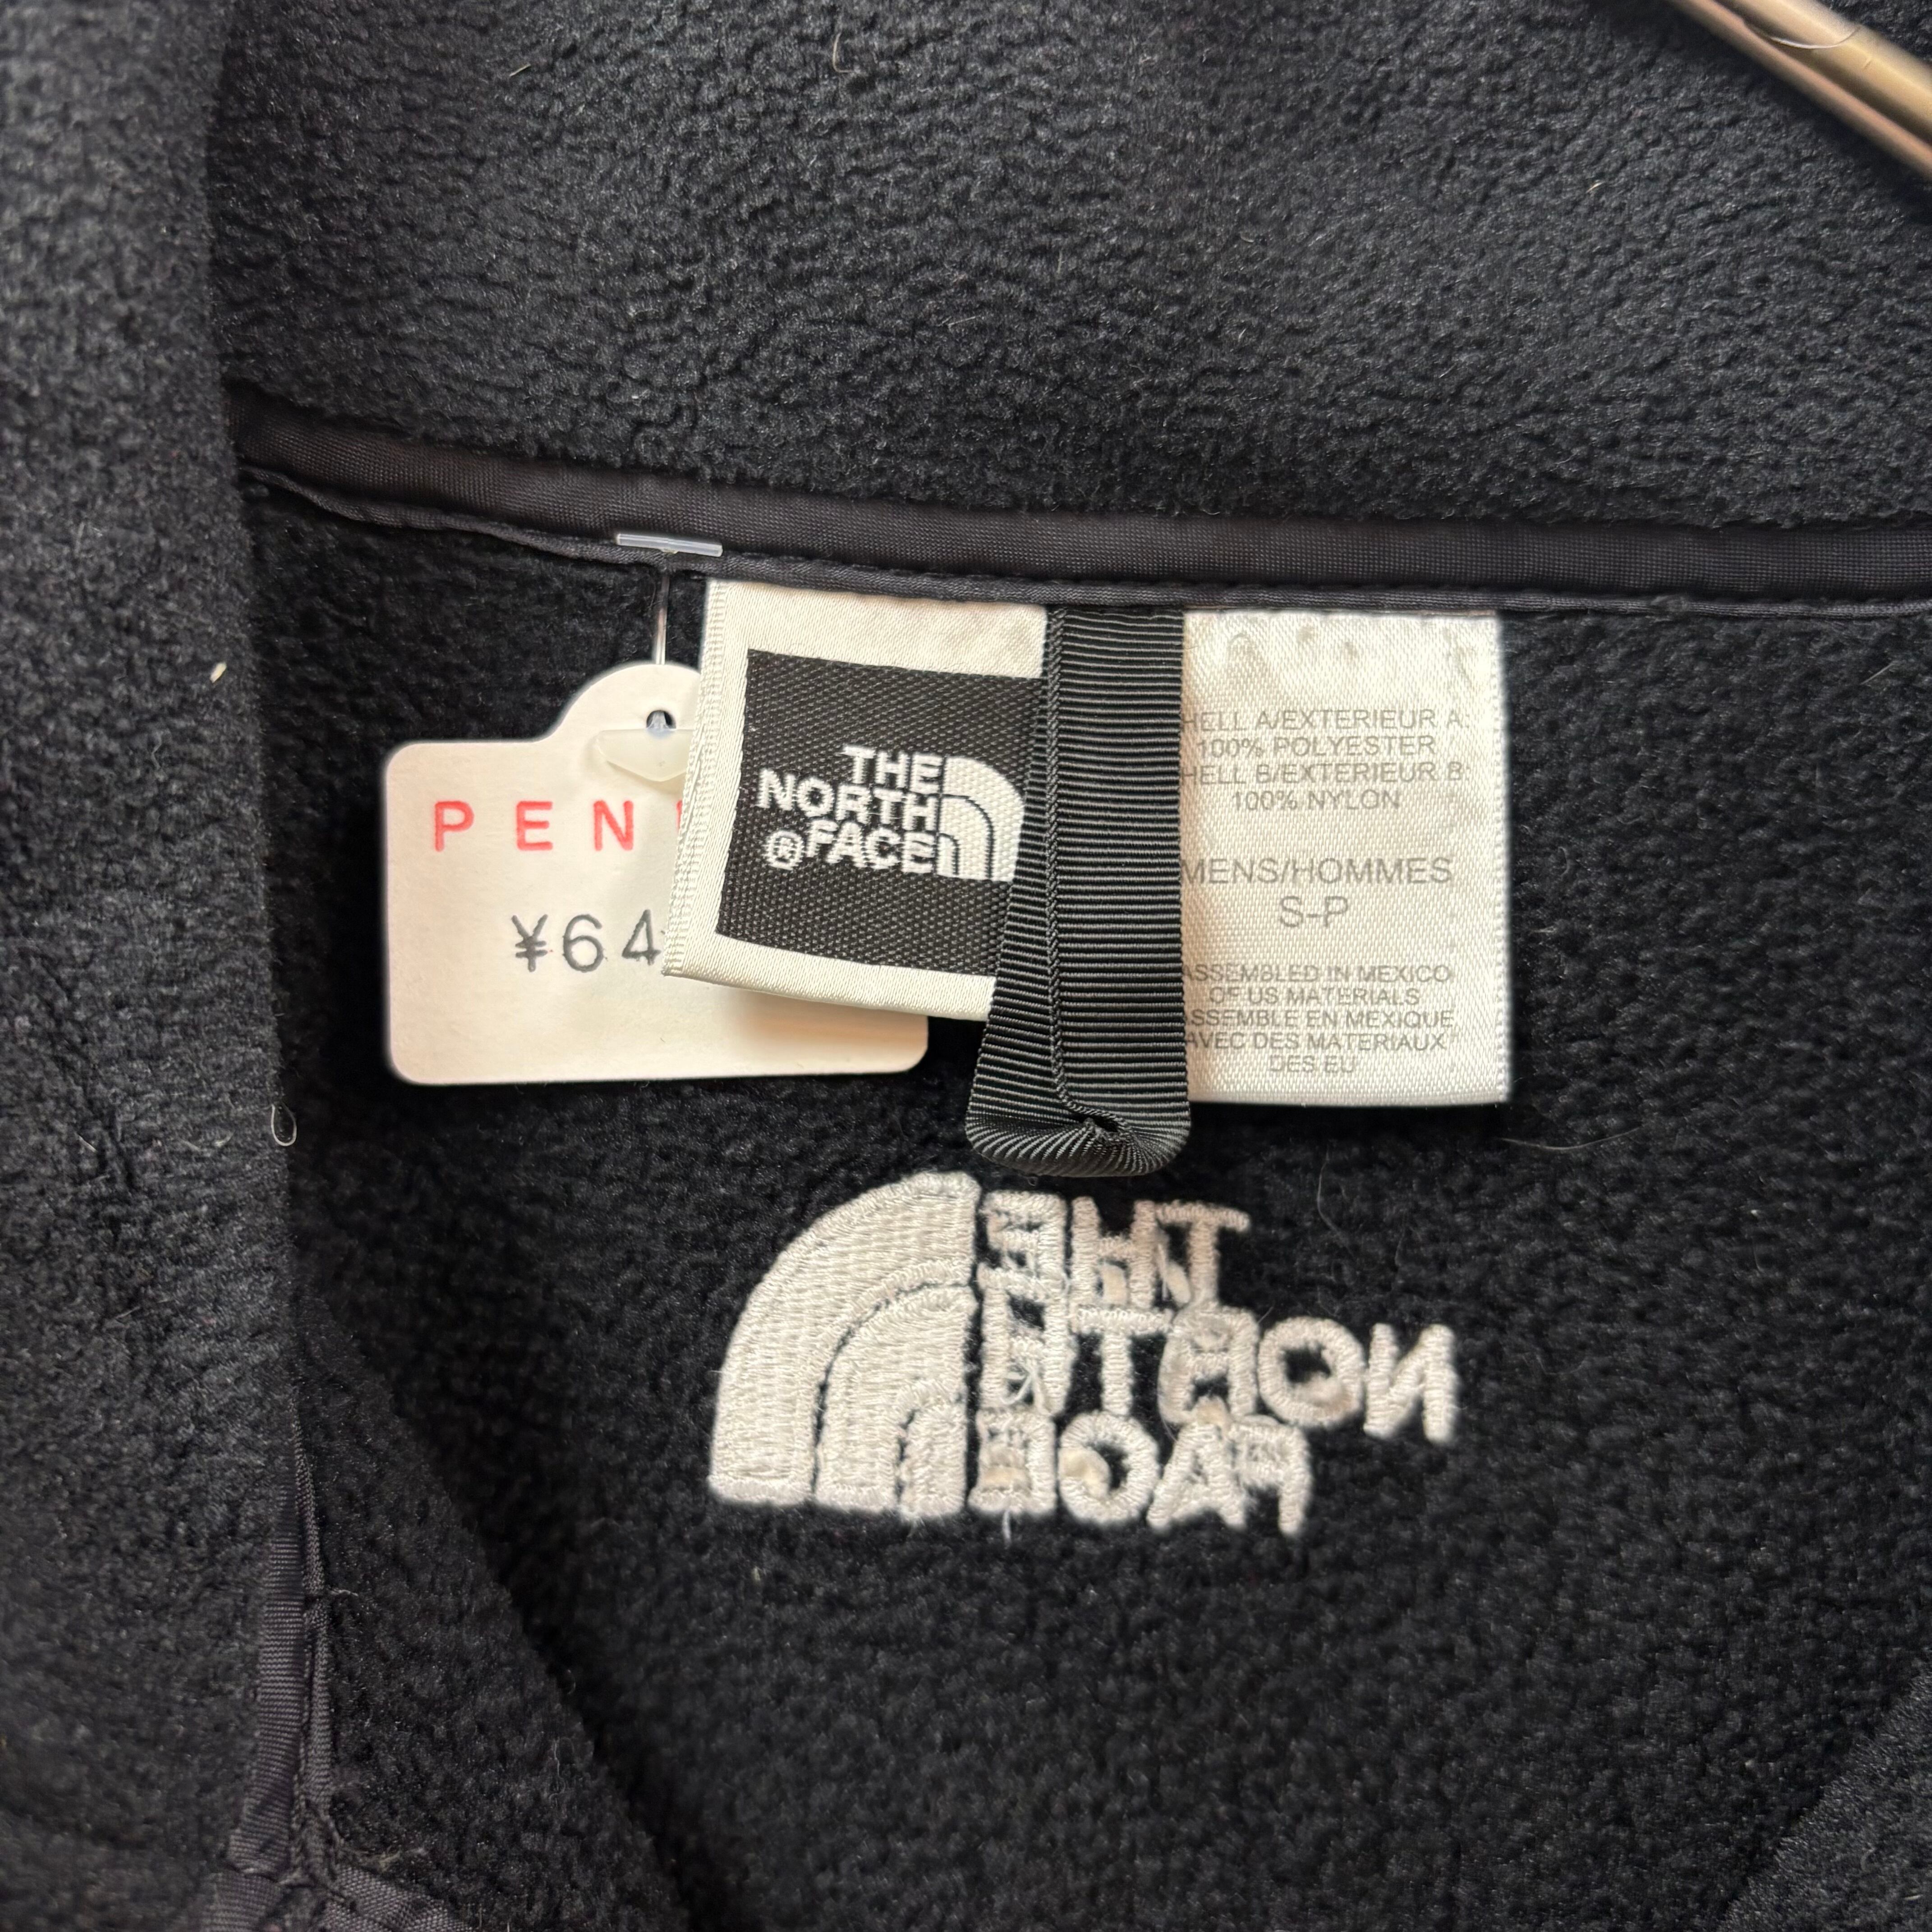 PEN
¥64
THE
NORTH
®FACE
HELL A/EXTERIEUR A:
100% POLYESTER /
HELL B/EXTERIEUR B:
100% NYLON
MENS/HOMMES
S-P
ASSEMBLED IN MEXICO
OF US MATERIALS
ASSEMBLE EN MEXIQUE
AVEC DES MATERIAUX
DES EU
THE
NORTH
FACE